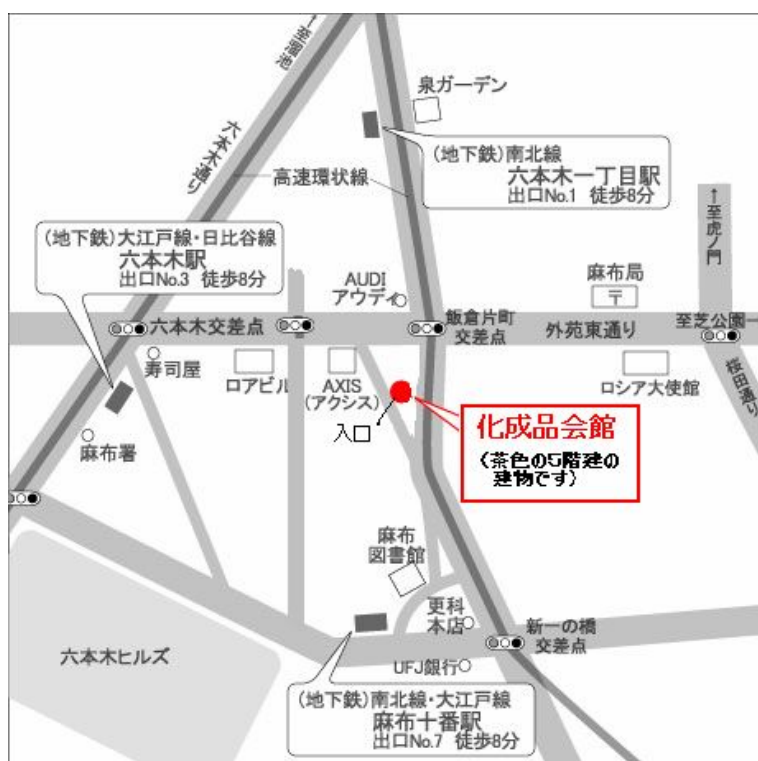 ←至溜池
六本木通り
泉ガーデン
(地下鉄)南北線
六本木一丁目駅
出口No.1 徒歩8分
高速環状線
(地下鉄)大江戸線・日比谷線
六本木駅
出口No.3 徒歩8分
←至虎ノ門
AUDI
アウディ
麻布局
〒
六本木交差点
飯倉片町
交差点
外苑東通り
至芝公園→
寿司屋
ロアビル
AXIS
(アクシス)
ロシア大使館
桜田通り
入口
化成品会館
(茶色の5階建の
建物です)
麻布署
麻布
図書館
更科
本店
新一の橋
交差点
六本木ヒルズ
UFJ銀行
(地下鉄)南北線・大江戸線
麻布十番駅
出口No.7 徒歩8分